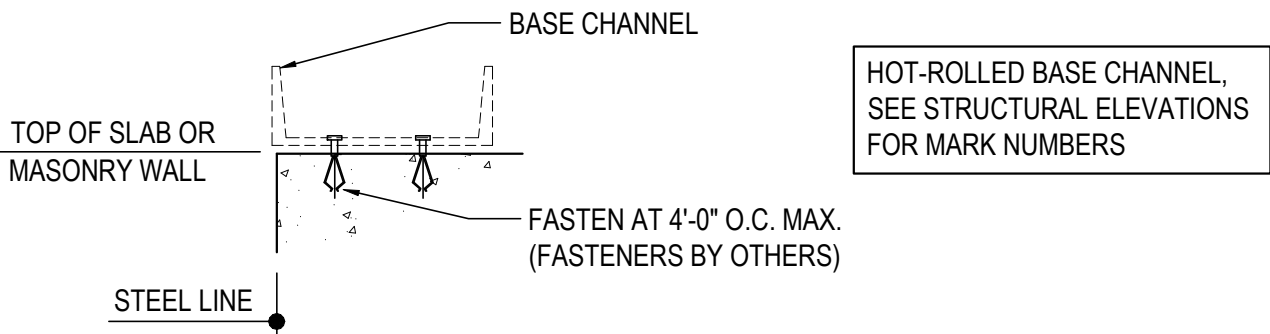 BASE CHANNEL
HOT-ROLLED BASE CHANNEL,
SEE STRUCTURAL ELEVATIONS
FOR MARK NUMBERS
TOP OF SLAB OR
MASONRY WALL
FASTEN AT 4'-0" O.C. MAX.
(FASTENERS BY OTHERS)
STEEL LINE